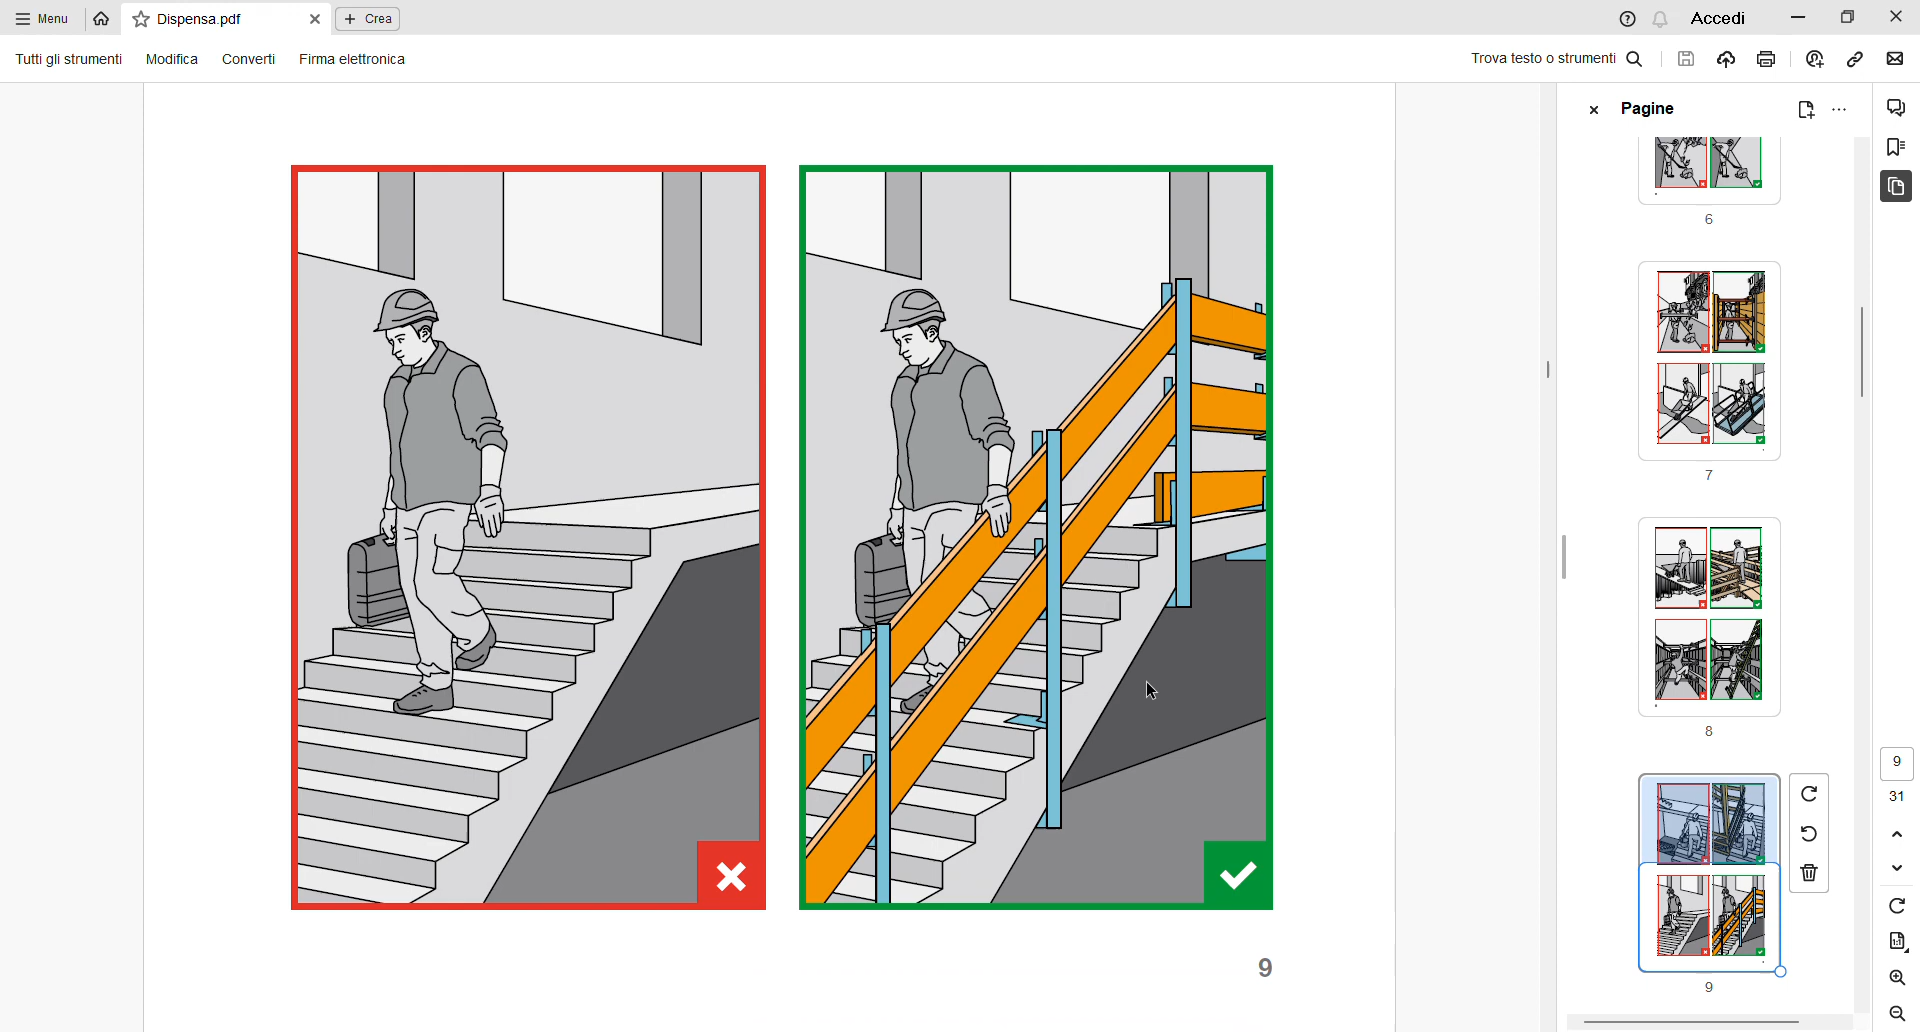 Menu
Dispensa.pdf
Crea
Accedi
Tutti gli strumenti
Modifica
Converti
Firma elettronica
Trova testo o strumenti
Pagine
6
7
8
9
9
31
9